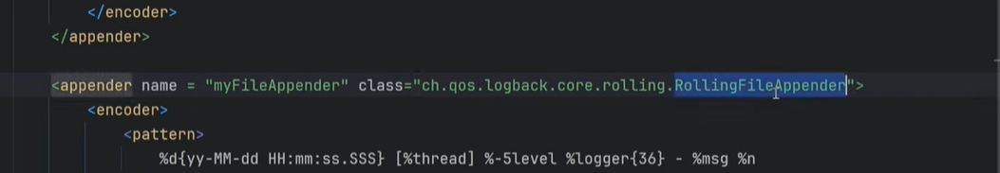 </encoder>
</appender>
<appender name = "myFileAppender" class="ch.qos.logback.core.rolling.RollingFileAppender">
<encoder>
<pattern>
%d{yy-MM-dd HH:mm:ss.SSS} [%thread] %-5level %logger{36} - %msg %n